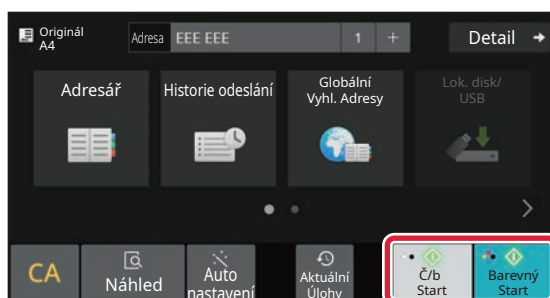 Originál
A4
Adresa EEE EEE 1 +
Detail
Adresář
Historie odeslání
Globální
Vyhl. Adresy
Lok. disk/
USB
CA
Náhled
Auto
nastavení
Aktuální
Úlohy
Č/b
Start
Barevný
Start